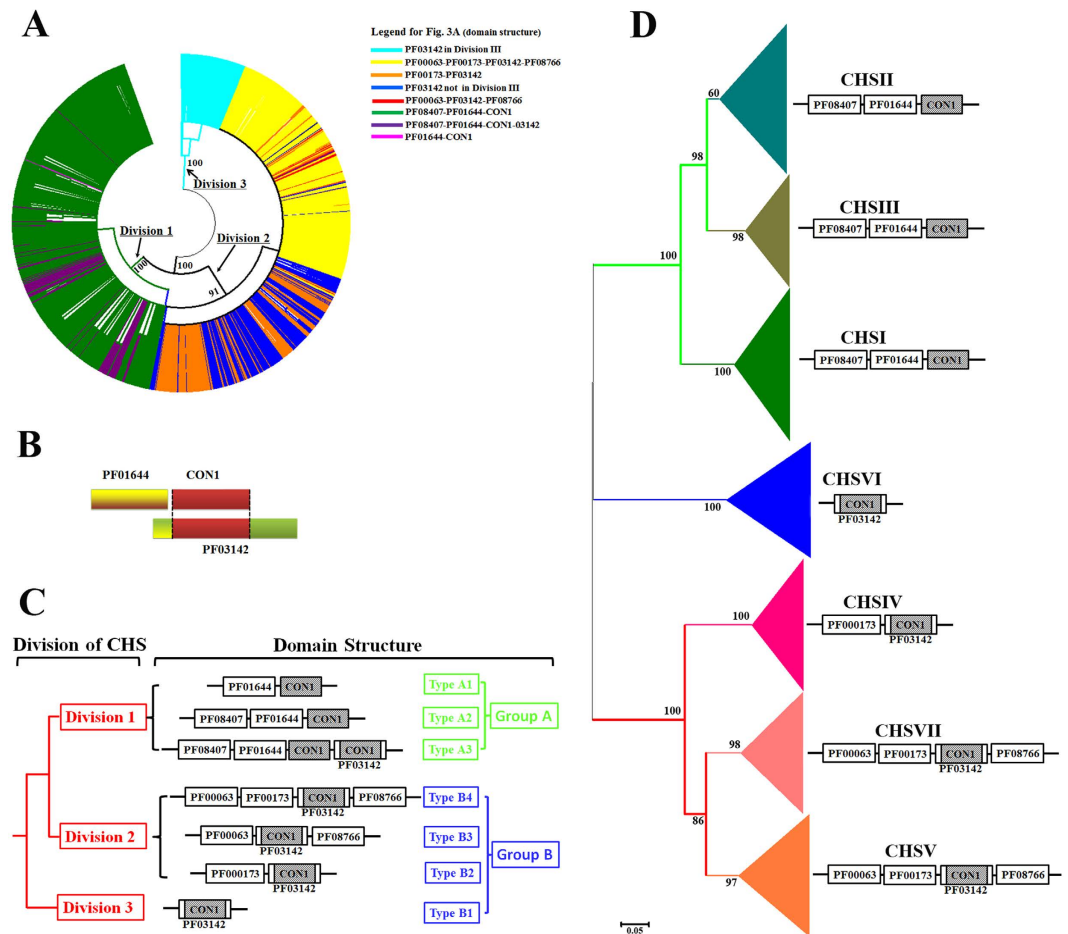 A
Legend for Fig. 3A (domain structure)
PF03142 in Division III
PF00063-PF00173-PF03142-PF08766
PF00173-PF03142
PF03142 not in Division III
PF00063-PF03142-PF08766
PF08407-PF01644-CON1
PF08407-PF01644-CON1-03142
PF01644-CON1
100
Division 3
Division 1
Division 2
100
100
91
B
PF01644 CON1
PF03142
C
Division of CHS Domain Structure
Division 1
PF01644 CON1 Type A1
PF08407 PF01644 CON1 Type A2 Group A
PF08407 PF01644 CON1 CON1 Type A3
PF03142
PF00063 PF00173 CON1 PF08766 Type B4
PF03142
Division 2
PF00063 CON1 PF08766 Type B3
PF03142
Group B
PF000173 CON1 Type B2
PF03142
Division 3
CON1 Type B1
PF03142
D
CHSII
60
PF08407 PF01644 CON1
98
CHSIII
98
PF08407 PF01644 CON1
100
CHSI
100
PF08407 PF01644 CON1
CHSVI
100
CON1
PF03142
CHSIV
100
PF000173 CON1
PF03142
100
CHSVII
98
PF00063 PF00173 CON1 PF08766
PF03142
86
CHSV
97
PF00063 PF00173 CON1 PF08766
PF03142
0.05